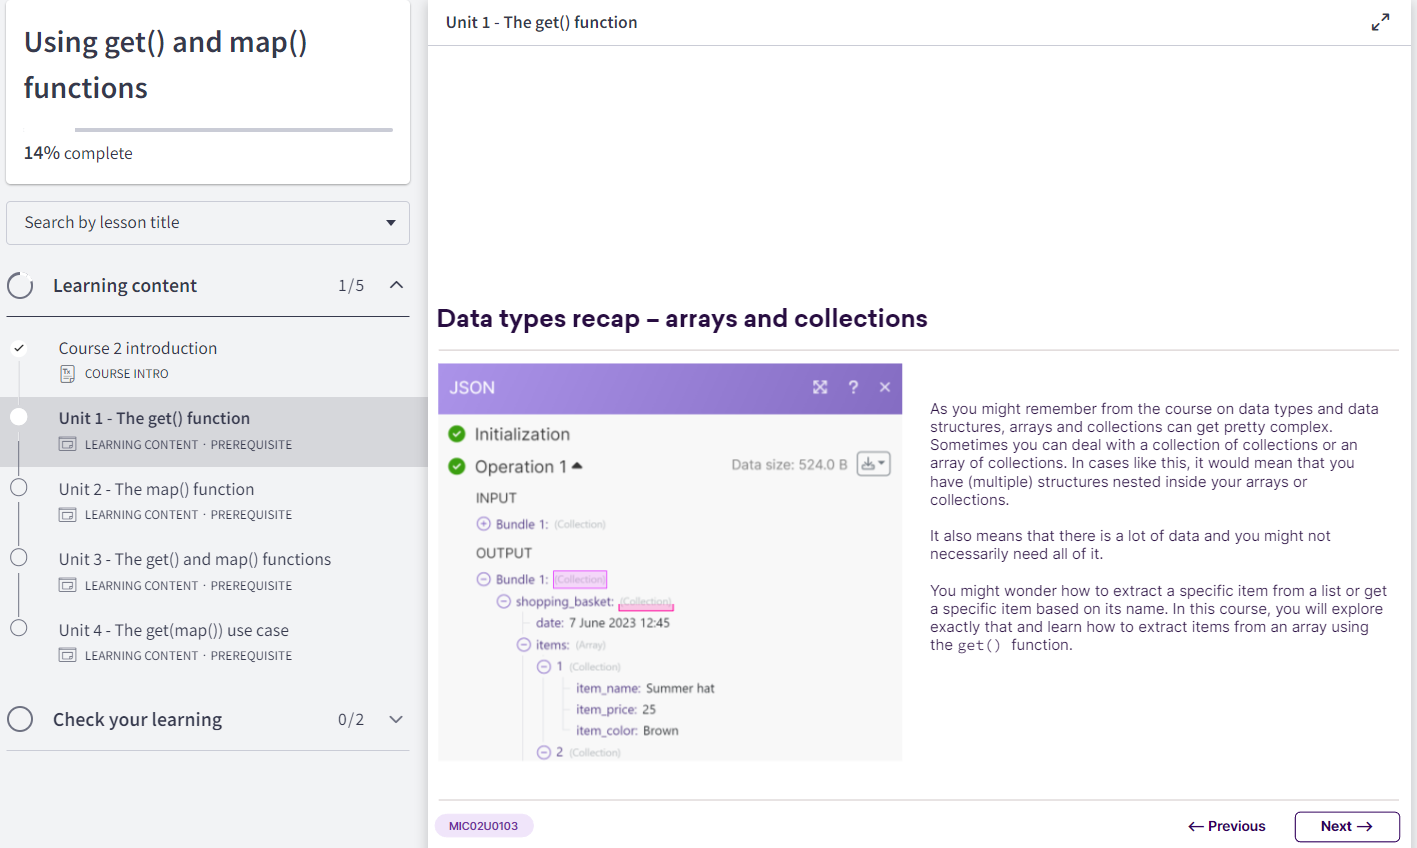 Using get() and map()
functions
14% complete
Search by lesson title
Learning content 1/5
Course 2 introduction
COURSE INTRO
Unit 1 - The get() function
LEARNING CONTENT · PREREQUISITE
Unit 2 - The map() function
LEARNING CONTENT · PREREQUISITE
Unit 3 - The get() and map() functions
LEARNING CONTENT · PREREQUISITE
Unit 4 - The get(map()) use case
LEARNING CONTENT · PREREQUISITE
Check your learning 0/2
Unit 1 - The get() function
Data types recap – arrays and collections
JSON ?
Initialization
Operation 1 Data size: 524.0 B
INPUT
Bundle 1: (Collection)
OUTPUT
Bundle 1: (Collection)
shopping_basket: (Collection)
date: 7 June 2023 12:45
items: (Array)
1 (Collection)
item_name: Summer hat
item_price: 25
item_color: Brown
2 (Collection)
As you might remember from the course on data types and data
structures, arrays and collections can get pretty complex.
Sometimes you can deal with a collection of collections or an
array of collections. In cases like this, it would mean that you
have (multiple) structures nested inside your arrays or
collections.
It also means that there is a lot of data and you might not
necessarily need all of it.
You might wonder how to extract a specific item from a list or get
a specific item based on its name. In this course, you will explore
exactly that and learn how to extract items from an array using
the get() function.
MIC02U0103
← Previous
Next →